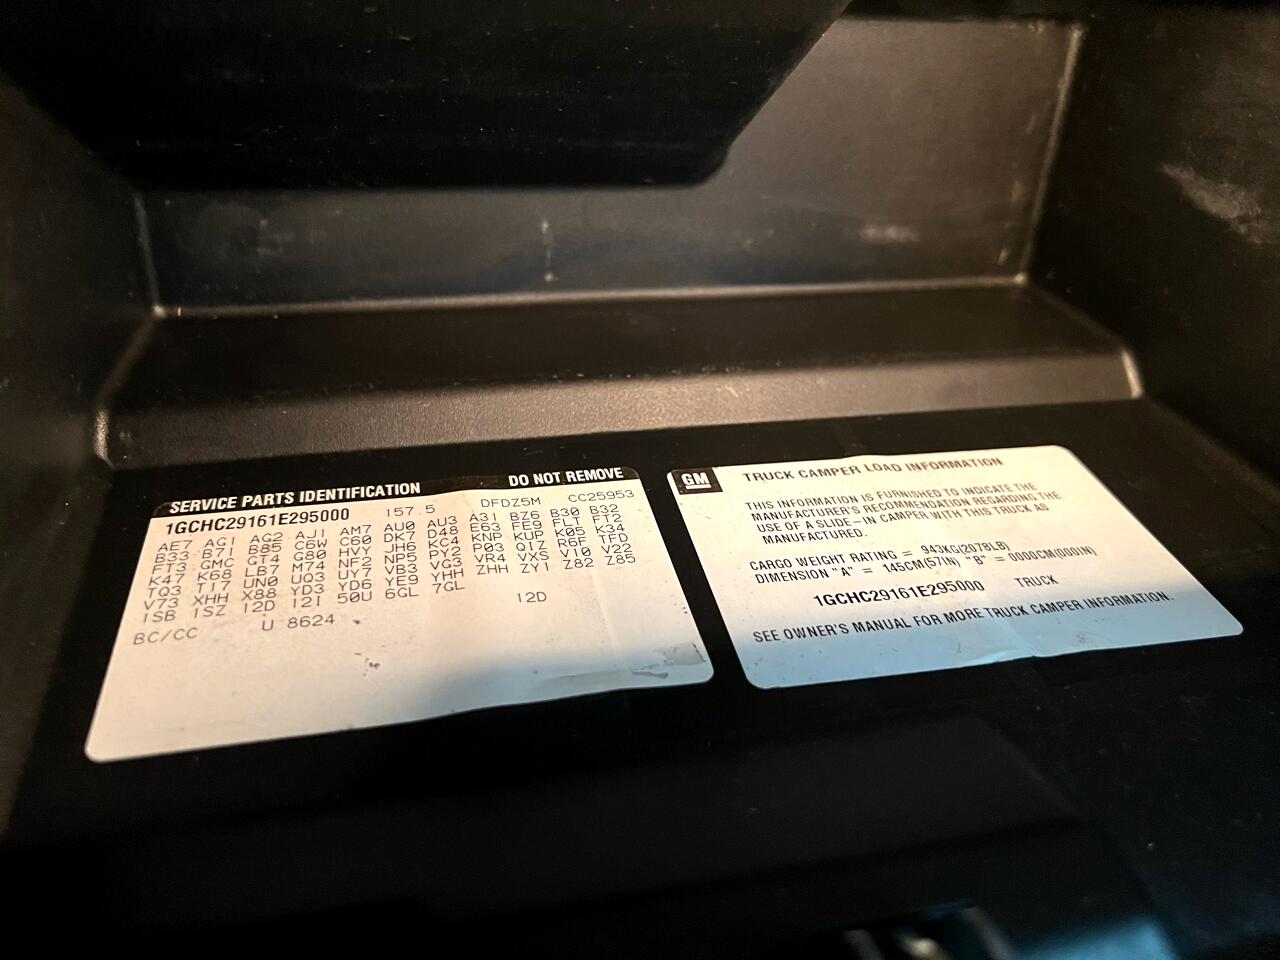 SERVICE PARTS IDENTIFICATION DO NOT REMOVE
1GCHC29161E295000 157.5 DFDZ5M CC25953
AE7 AG1 AG2 AJ1 AM7 AU0 AU3 A31 BZ6 B30 B32
B33 B71 B85 C6W C60 DK7 D48 E63 FE9 FLT FT2
FT3 GMC GT4 G80 HVY JH6 KC4 KNP KUP K05 K34
K47 K68 LB7 M74 NF2 NP5 PY2 P03 QIZ R6F TFD
TQ3 T17 UN0 UQ3 UY7 VB3 VG3 VR4 VXS V10 V22
V73 XHH X88 YD3 YD6 YE9 YHH ZHH ZY1 Z82 Z85
1SB 1SZ 12D 12I 50U 6GL 7GL
12D
BC/CC U 8624
GM TRUCK CAMPER LOAD INFORMATION
THIS INFORMATION IS FURNISHED TO INDICATE THE
MANUFACTURER'S RECOMMENDATION REGARDING THE
USE OF A SLIDE-IN CAMPER WITH THIS TRUCK AS
MANUFACTURED.
CARGO WEIGHT RATING = 943KG(2078LB)
DIMENSION "A" = 145CM(57IN) "B" = 0000CM(000IN)
1GCHC29161E295000 TRUCK
SEE OWNER'S MANUAL FOR MORE TRUCK CAMPER INFORMATION.